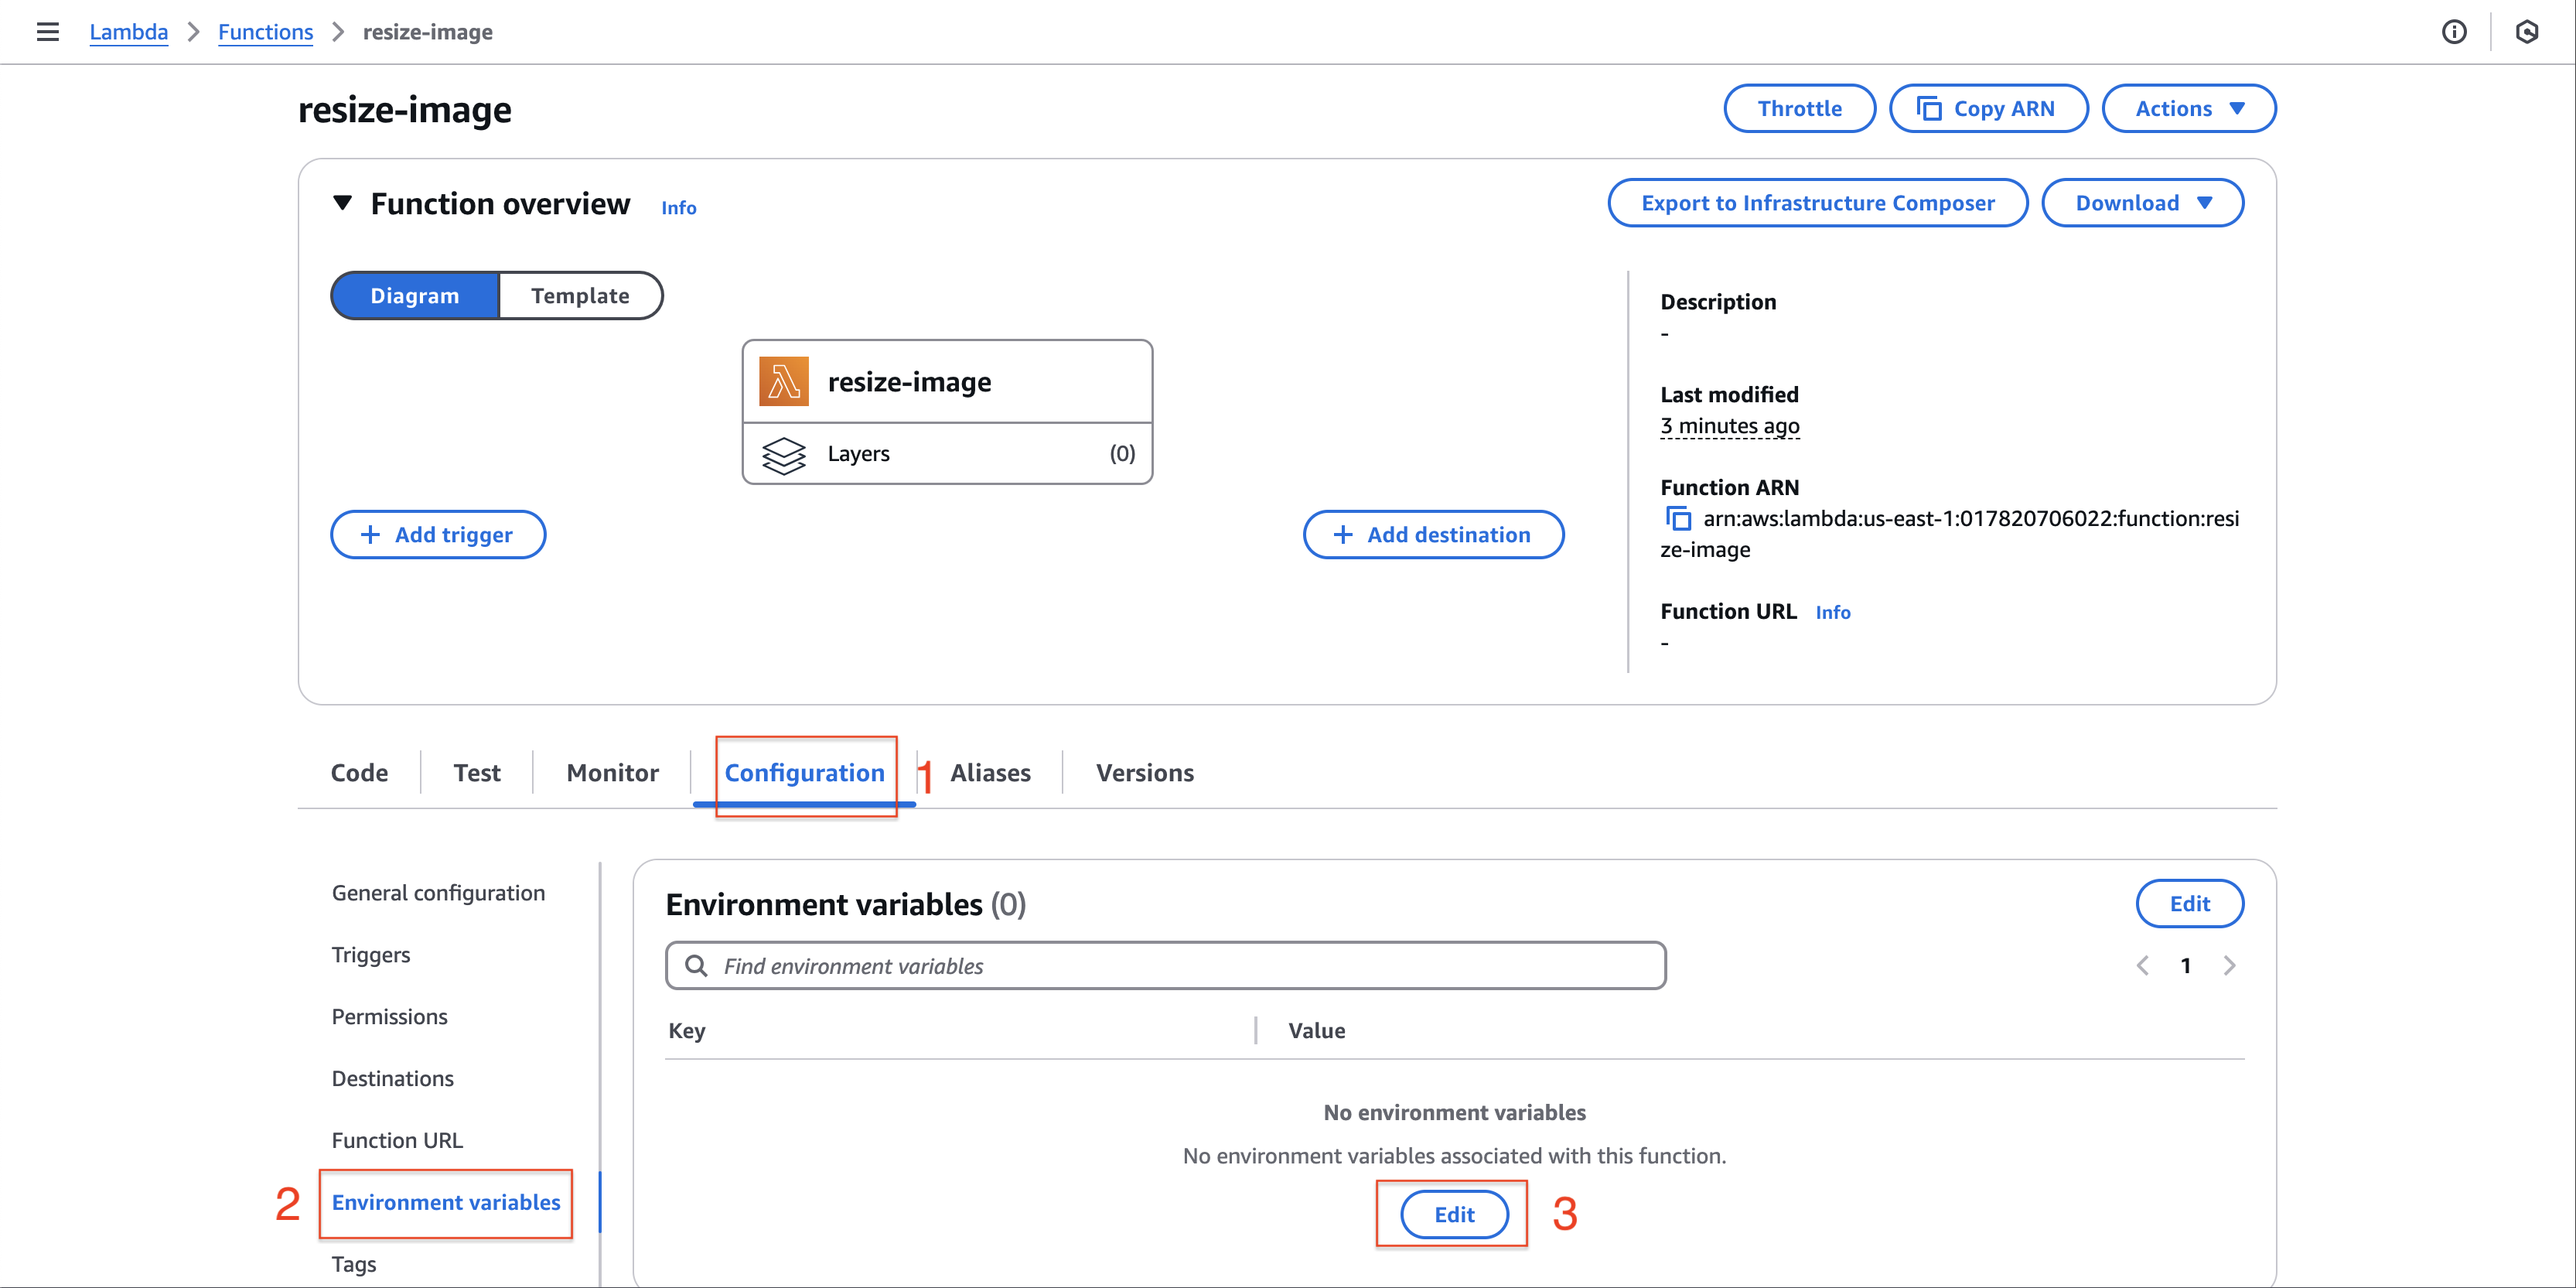 Lambda > Functions > resize-image
resize-image
Throttle
Copy ARN
Actions
Function overview
Info
Export to Infrastructure Composer
Download
Diagram
Template
resize-image
Layers
(0)
+ Add trigger
+ Add destination
Description
-
Last modified
3 minutes ago
Function ARN
arn:aws:lambda:us-east-1:017820706022:function:resi
ze-image
Function URL Info
-
Code
Test
Monitor
Configuration
1
Aliases
Versions
General configuration
Triggers
Permissions
Destinations
Function URL
2
Environment variables
Tags
Environment variables (0)
Edit
Find environment variables
< 1 >
Key
Value
No environment variables
No environment variables associated with this function.
Edit
3